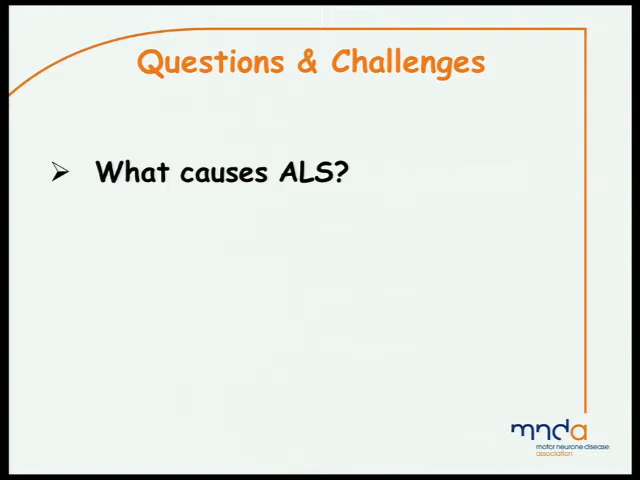 Questions & Challenges
What causes ALS?
mnda
motor neurone disease
association